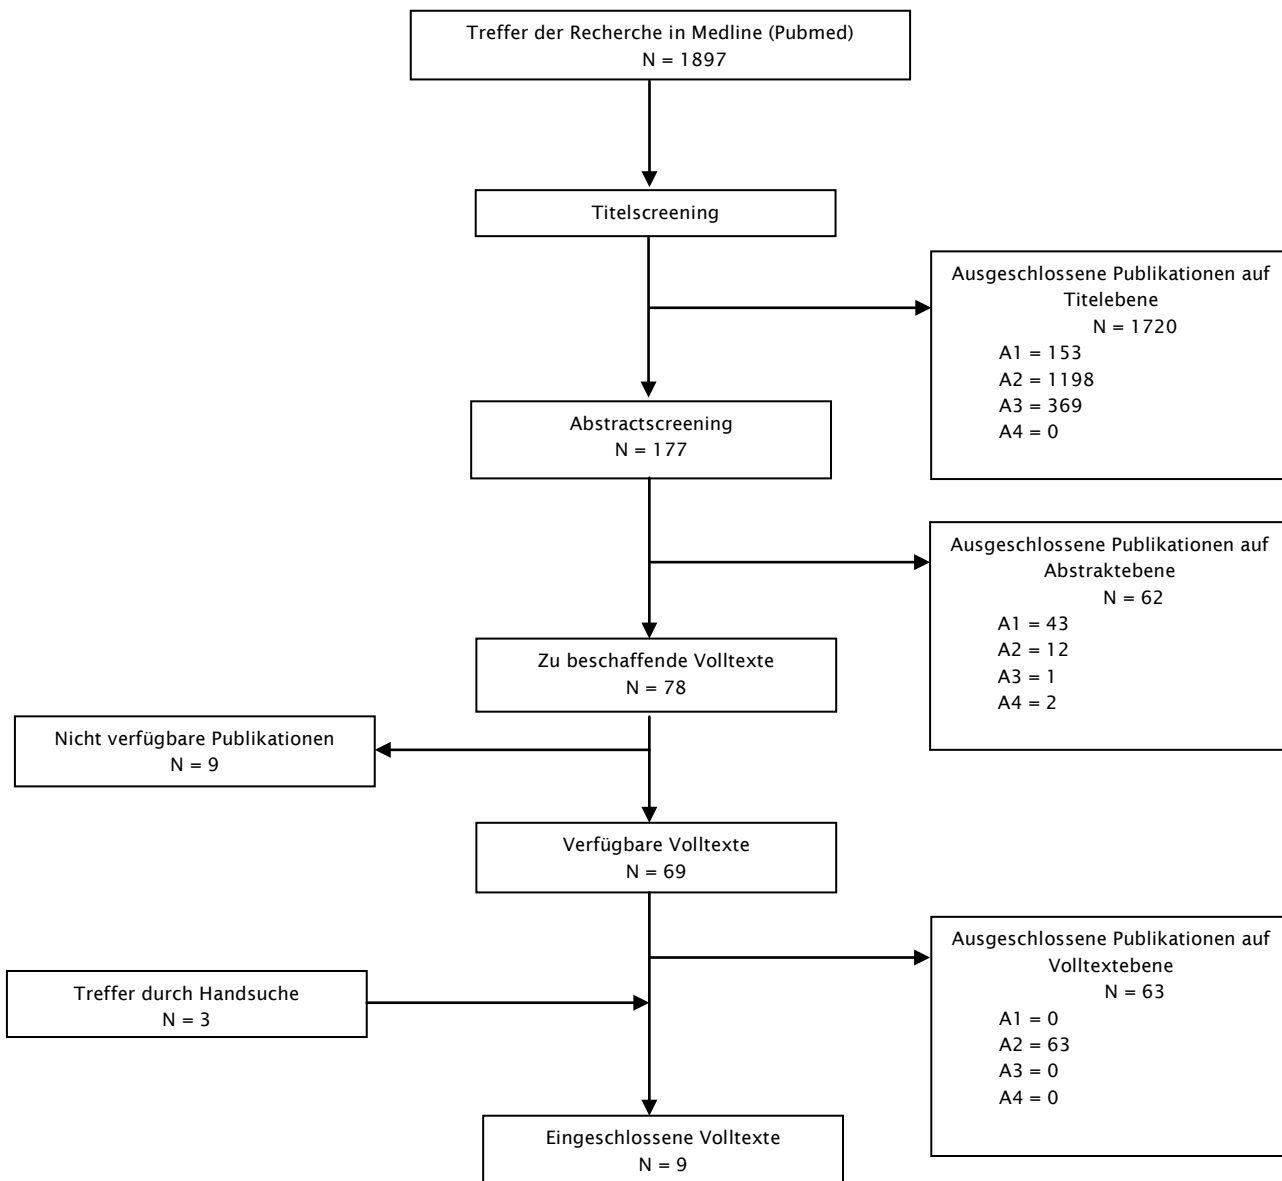 Treffer der Recherche in Medline (Pubmed)
N = 1897
Titelscreening
Ausgeschlossene Publikationen auf
Titelebene
N = 1720
A1 = 153
A2 = 1198
A3 = 369
A4 = 0
Abstractscreening
N = 177
Ausgeschlossene Publikationen auf
Abstraktebene
N = 62
A1 = 43
A2 = 12
A3 = 1
A4 = 2
Zu beschaffende Volltexte
N = 78
Nicht verfügbare Publikationen
N = 9
Verfügbare Volltexte
N = 69
Ausgeschlossene Publikationen auf
Volltextebene
N = 63
A1 = 0
A2 = 63
A3 = 0
A4 = 0
Treffer durch Handsuche
N = 3
Eingeschlossene Volltexte
N = 9